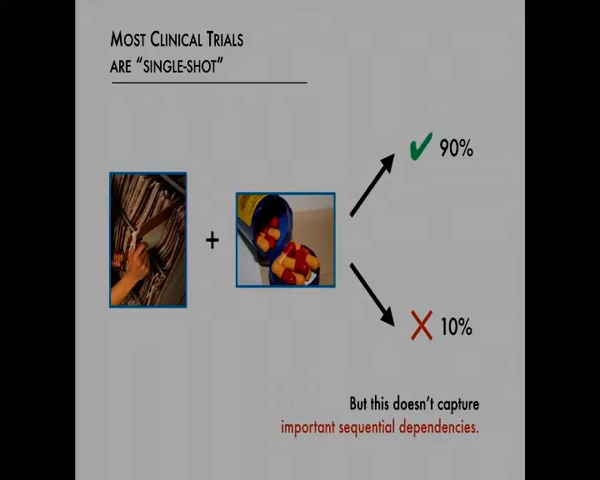 MOST CLINICAL TRIALS
ARE “SINGLE-SHOT”
90%
+
10%
But this doesn’t capture
important sequential dependencies.